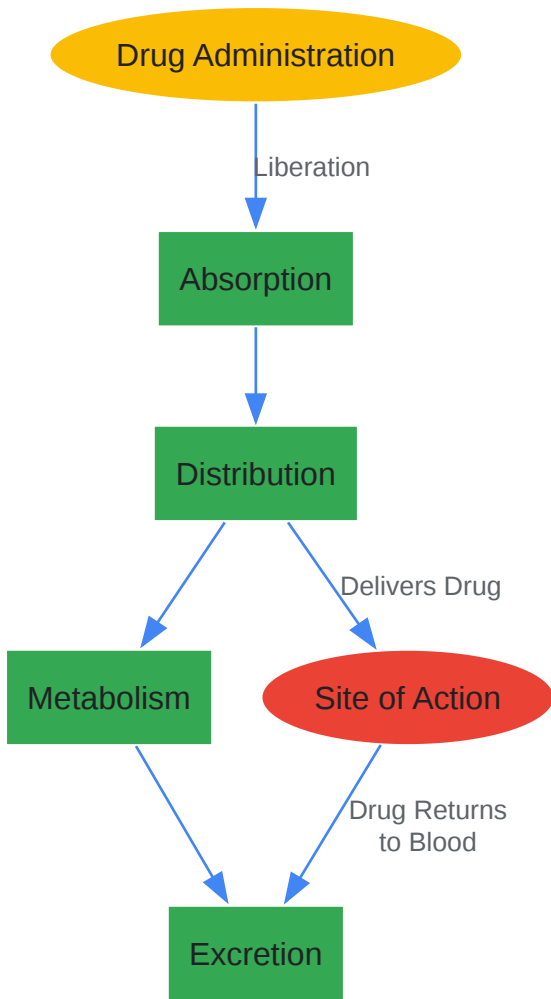 Drug Administration
Liberation
Absorption
Distribution
Delivers Drug
Metabolism
Site of Action
Drug Returns
to Blood
Excretion